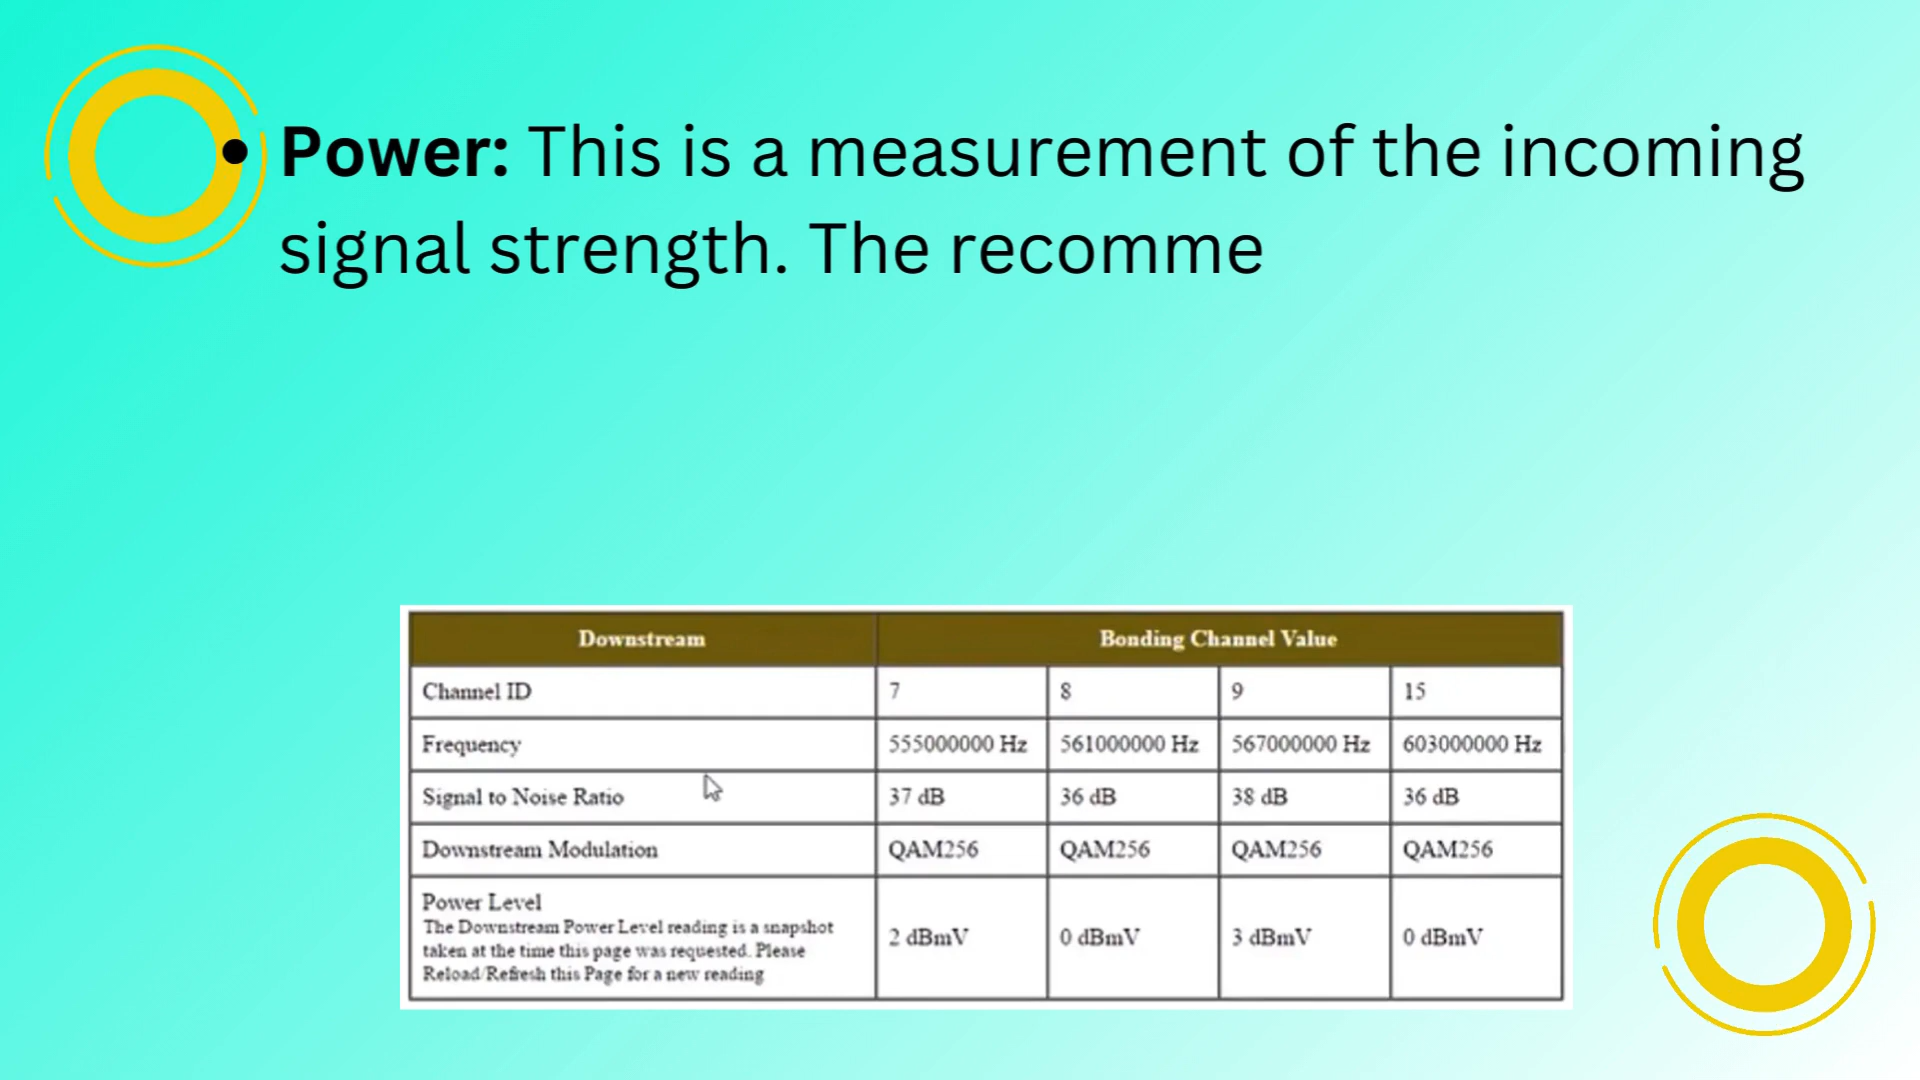 • Power: This is a measurement of the incoming
signal strength. The recomme
Downstream Bonding Channel Value
Channel ID 7 8 9 15
Frequency 555000000 Hz 561000000 Hz 567000000 Hz 603000000 Hz
Signal to Noise Ratio 37 dB 36 dB 38 dB 36 dB
Downstream Modulation QAM256 QAM256 QAM256 QAM256
Power Level
The Downstream Power Level reading is a snapshot
taken at the time this page was requested. Please
Reload/Refresh this Page for a new reading
2 dBmV 0 dBmV 3 dBmV 0 dBmV